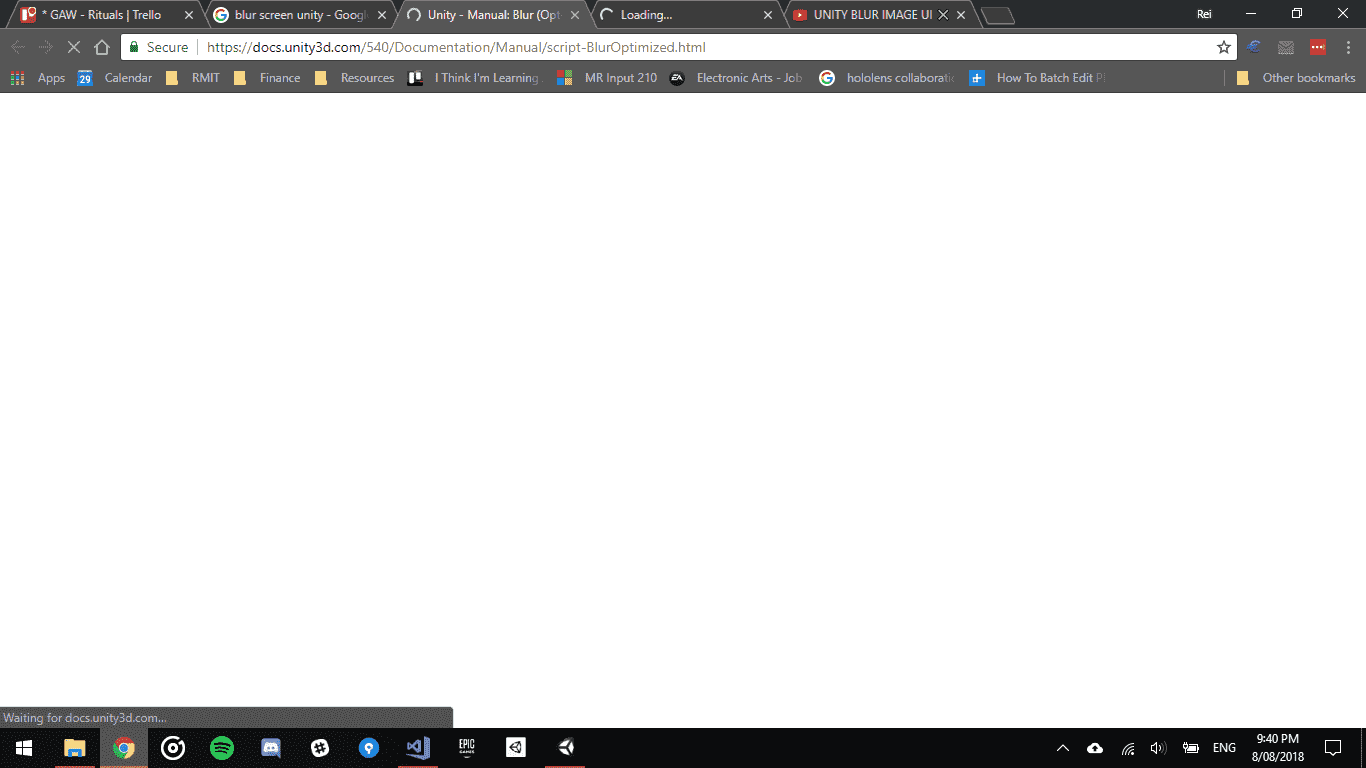 * GAW - Rituals | Trello
blur screen unity - Googl
Unity - Manual: Blur (Opt
Loading...
UNITY BLUR IMAGE UI
Rei
Secure
https://docs.unity3d.com/540/Documentation/Manual/script-BlurOptimized.html
Apps
29
Calendar
RMIT
Finance
Resources
I Think I'm Learning
MR Input 210
EA
Electronic Arts - Job
hololens collaborati
How To Batch Edit P
Other bookmarks
Waiting for docs.unity3d.com...
EPIC
GAMES
ENG
9:40 PM
8/08/2018